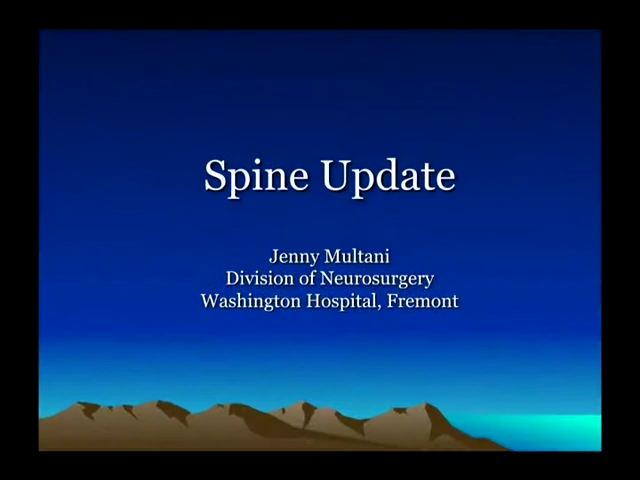 Spine Update
Jenny Multani
Division of Neurosurgery
Washington Hospital, Fremont